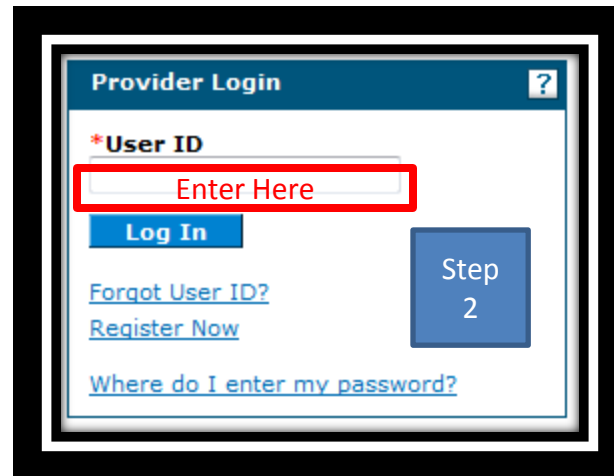 Provider Login ?
*User ID
Enter Here
Log In
Step
2
Forgot User ID?
Register Now
Where do I enter my password?